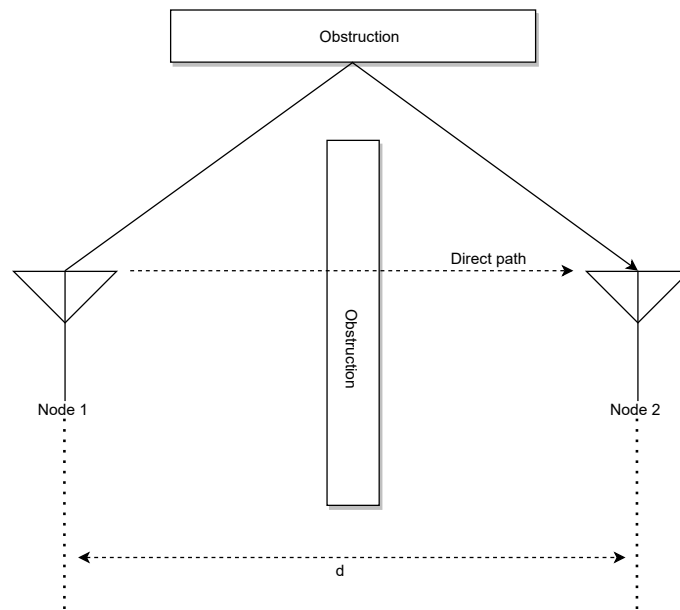 Obstruction
Direct path
Obstruction
Node 1
Node 2
d